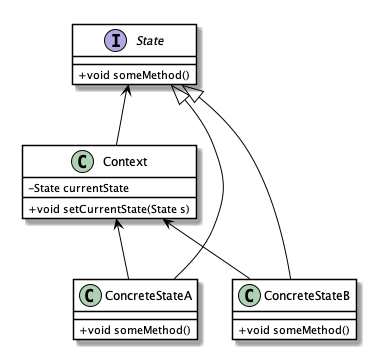 I State
+void someMethod()
C Context
-State currentState
+void setCurrentState(State s)
C ConcreteStateA
+void someMethod()
C ConcreteStateB
+void someMethod()